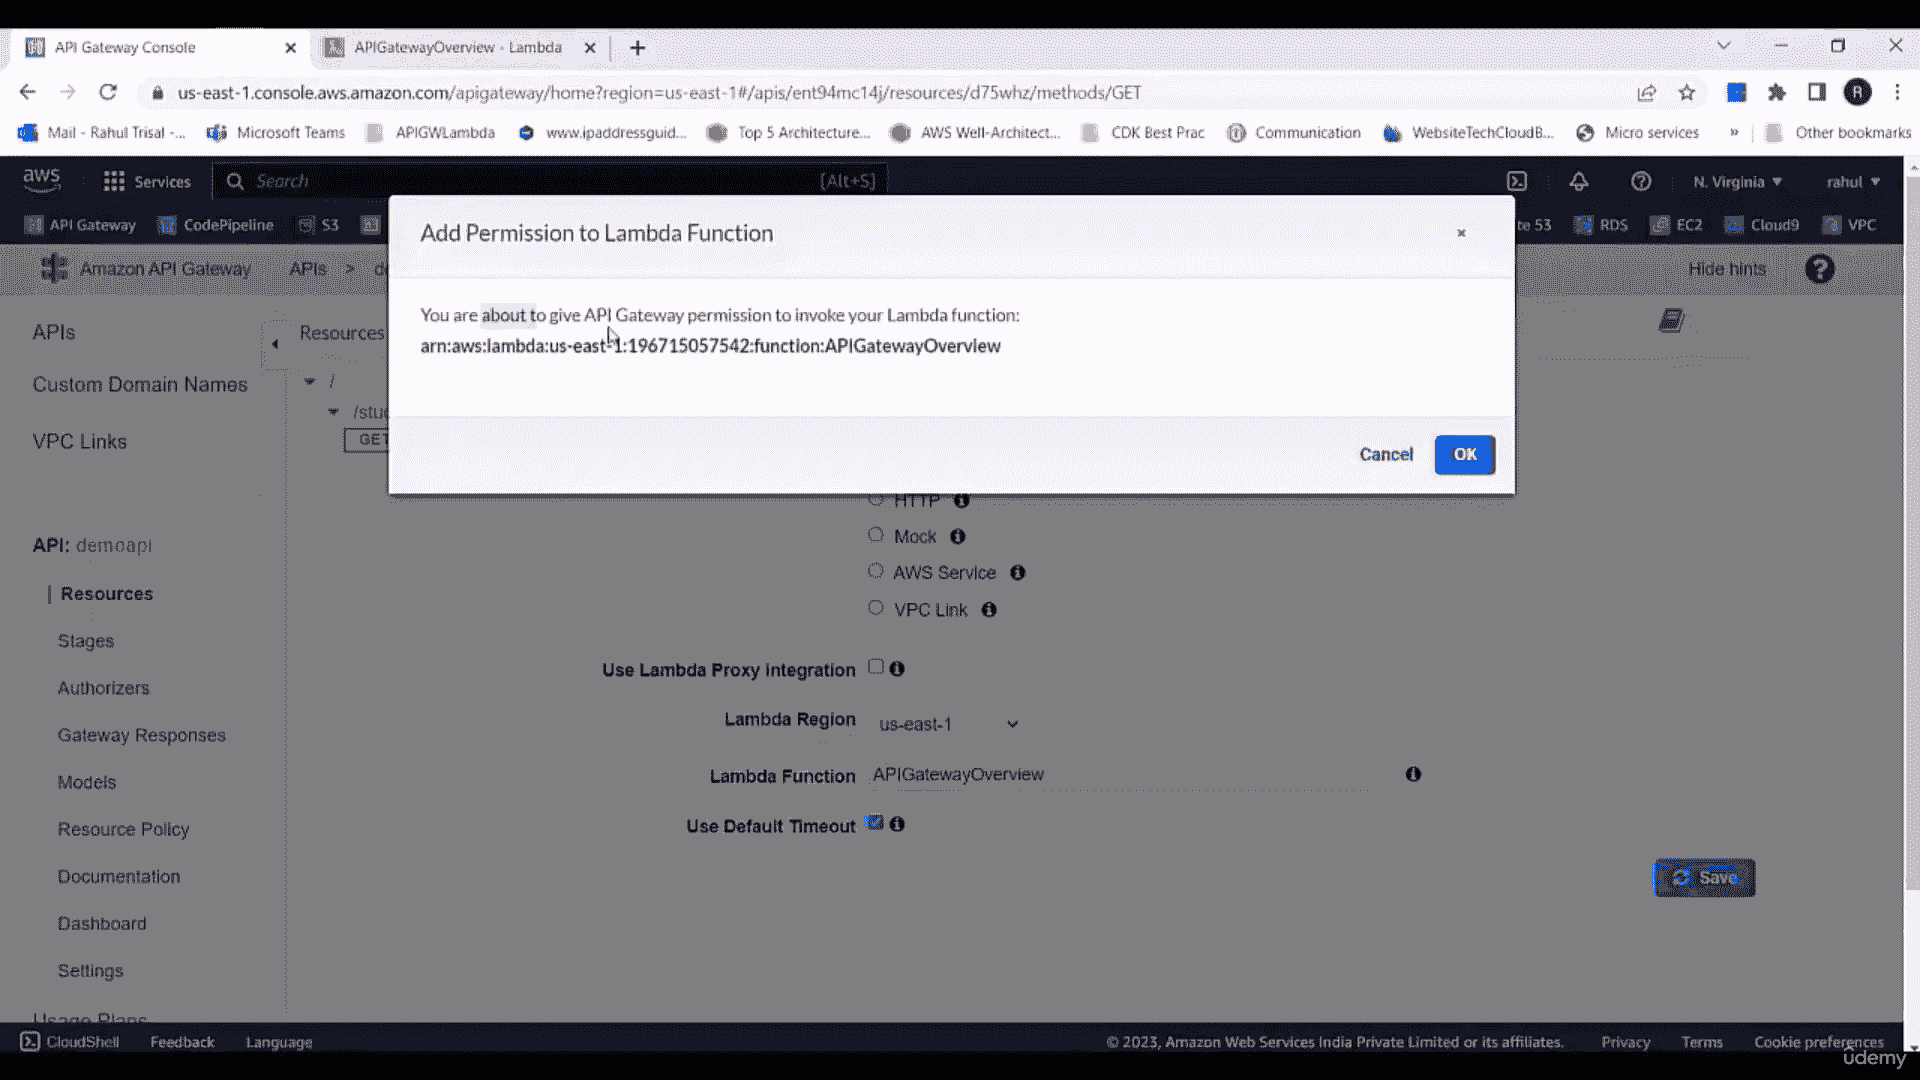 API Gateway Console
APIGatewayOverview - Lambda
us-east-1.console.aws.amazon.com/apigateway/home?region=us-east-1#/apis/ent94mc14j/resources/d75whz/methods/GET
Mail - Rahul Trisal -... Microsoft Teams APIGWLambda www.ipaddressguid... Top 5 Architecture... AWS Well-Architect... CDK Best Prac Communication WebsiteTechCloudB... Micro services » Other bookmarks
aws Services Search [Alt+S] N. Virginia rahul
API Gateway CodePipeline S3 te 53 RDS EC2 Cloud9 VPC
Add Permission to Lambda Function
Amazon API Gateway APIs > Hide hints
You are about to give API Gateway permission to invoke your Lambda function:
arn:aws:lambda:us-east-1:196715057542:function:APIGatewayOverview
Cancel OK
APIs
Custom Domain Names
VPC Links
Resources
/
/stu
GET
API: demoapi
Resources
Stages
Authorizers
Gateway Responses
Models
Resource Policy
Documentation
Dashboard
Settings
Usage Plans
HTTP
Mock
AWS Service
VPC Link
Use Lambda Proxy integration
Lambda Region us-east-1
Lambda Function APIGatewayOverview
Use Default Timeout
Save
CloudShell Feedback Language © 2023, Amazon Web Services India Private Limited or its affiliates. Privacy Terms Cookie preferences
udemy